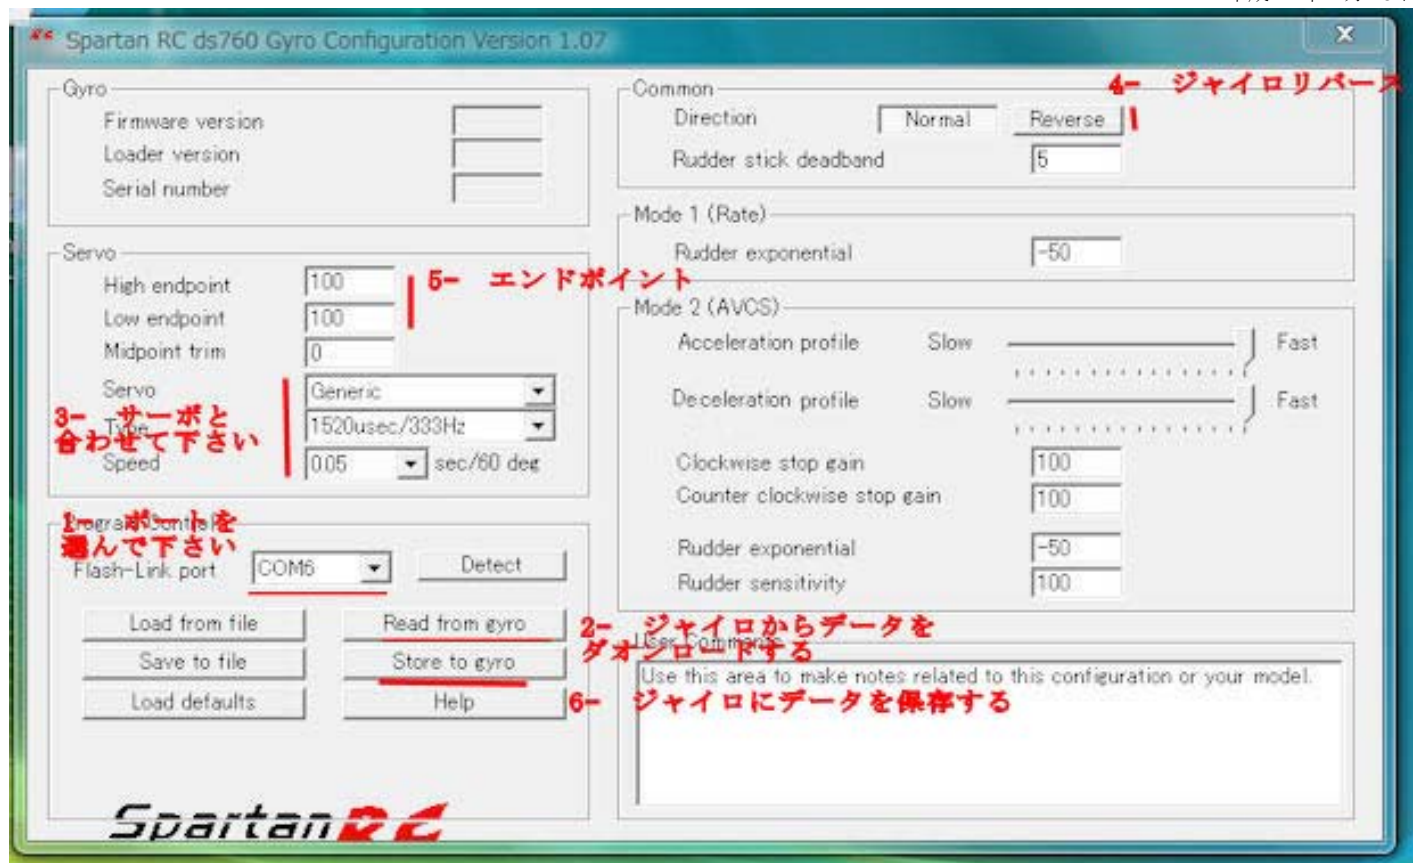 Spartan RC ds760 Gyro Configuration Version 1.07
X
Gyro
Firmware version
Loader version
Serial number
Servo
High endpoint 100
Low endpoint 100
5- エンドポイント
Midpoint trim 0
Servo Generic
Type 1520usec/333Hz
3- サーボと
合わせて下さい
Speed 0.05 sec/60 deg
Program Control
1- ポートを
選んで下さい
Flash-Link port COM6 Detect
Load from file Read from gyro
2- ジャイロからデータを
ダオンロードする
Save to file Store to gyro
6- ジャイロにデータを保存する
Load defaults Help
Spartan RC
Common
4- ジャイロリバース
Direction Normal Reverse
Rudder stick deadband 5
Mode 1 (Rate)
Rudder exponential -50
Mode 2 (AVCS)
Acceleration profile Slow Fast
Deceleration profile Slow Fast
Clockwise stop gain 100
Counter clockwise stop gain 100
Rudder exponential -50
Rudder sensitivity 100
User Comments
Use this area to make notes related to this configuration or your model.